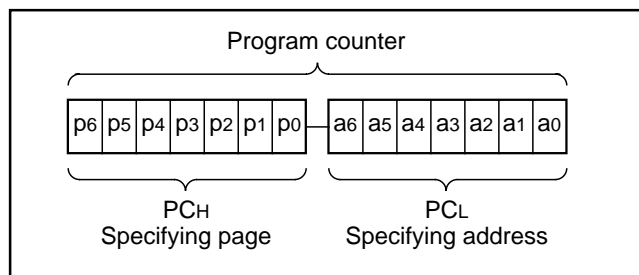 Program counter
p6 p5 p4 p3 p2 p1 p0 a6 a5 a4 a3 a2 a1 a0
PCH PCL
Specifying page Specifying address